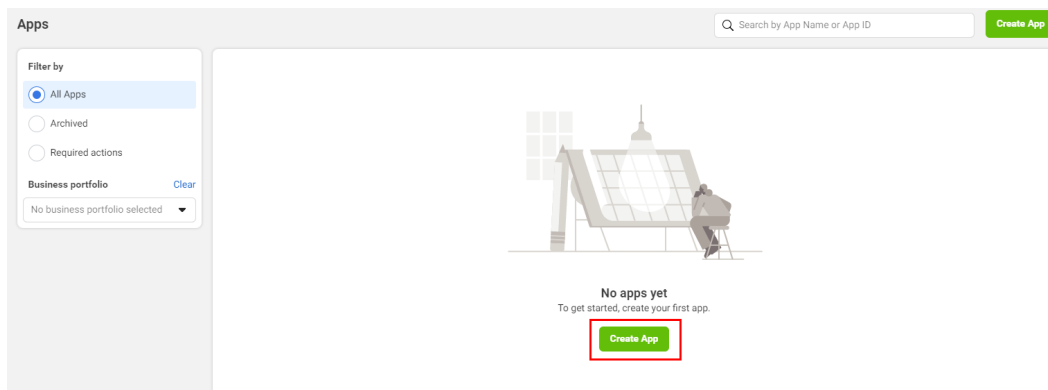 Apps
Search by App Name or App ID
Create App
Filter by
All Apps
Archived
Required actions
Business portfolio
Clear
No business portfolio selected
No apps yet
To get started, create your first app.
Create App